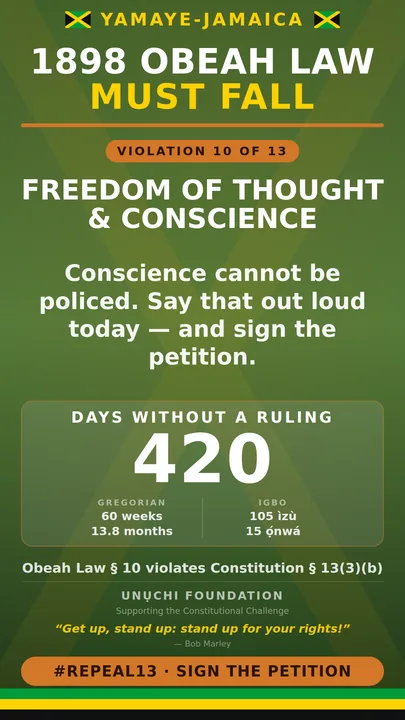 YAMAYE-JAMAICA
1898 OBEAH LAW
MUST FALL
VIOLATION 10 OF 13
FREEDOM OF THOUGHT
& CONSCIENCE
Conscience cannot be
policed. Say that out loud
today — and sign the
petition.
DAYS WITHOUT A RULING
420
GREGORIAN
60 weeks
13.8 months
IGBO
105 ìzù
15 ọ́nwá
Obeah Law § 10 violates Constitution § 13(3)(b)
UNỤCHI FOUNDATION
Supporting the Constitutional Challenge
“Get up, stand up: stand up for your rights!”
— Bob Marley
#REPEAL13 · SIGN THE PETITION